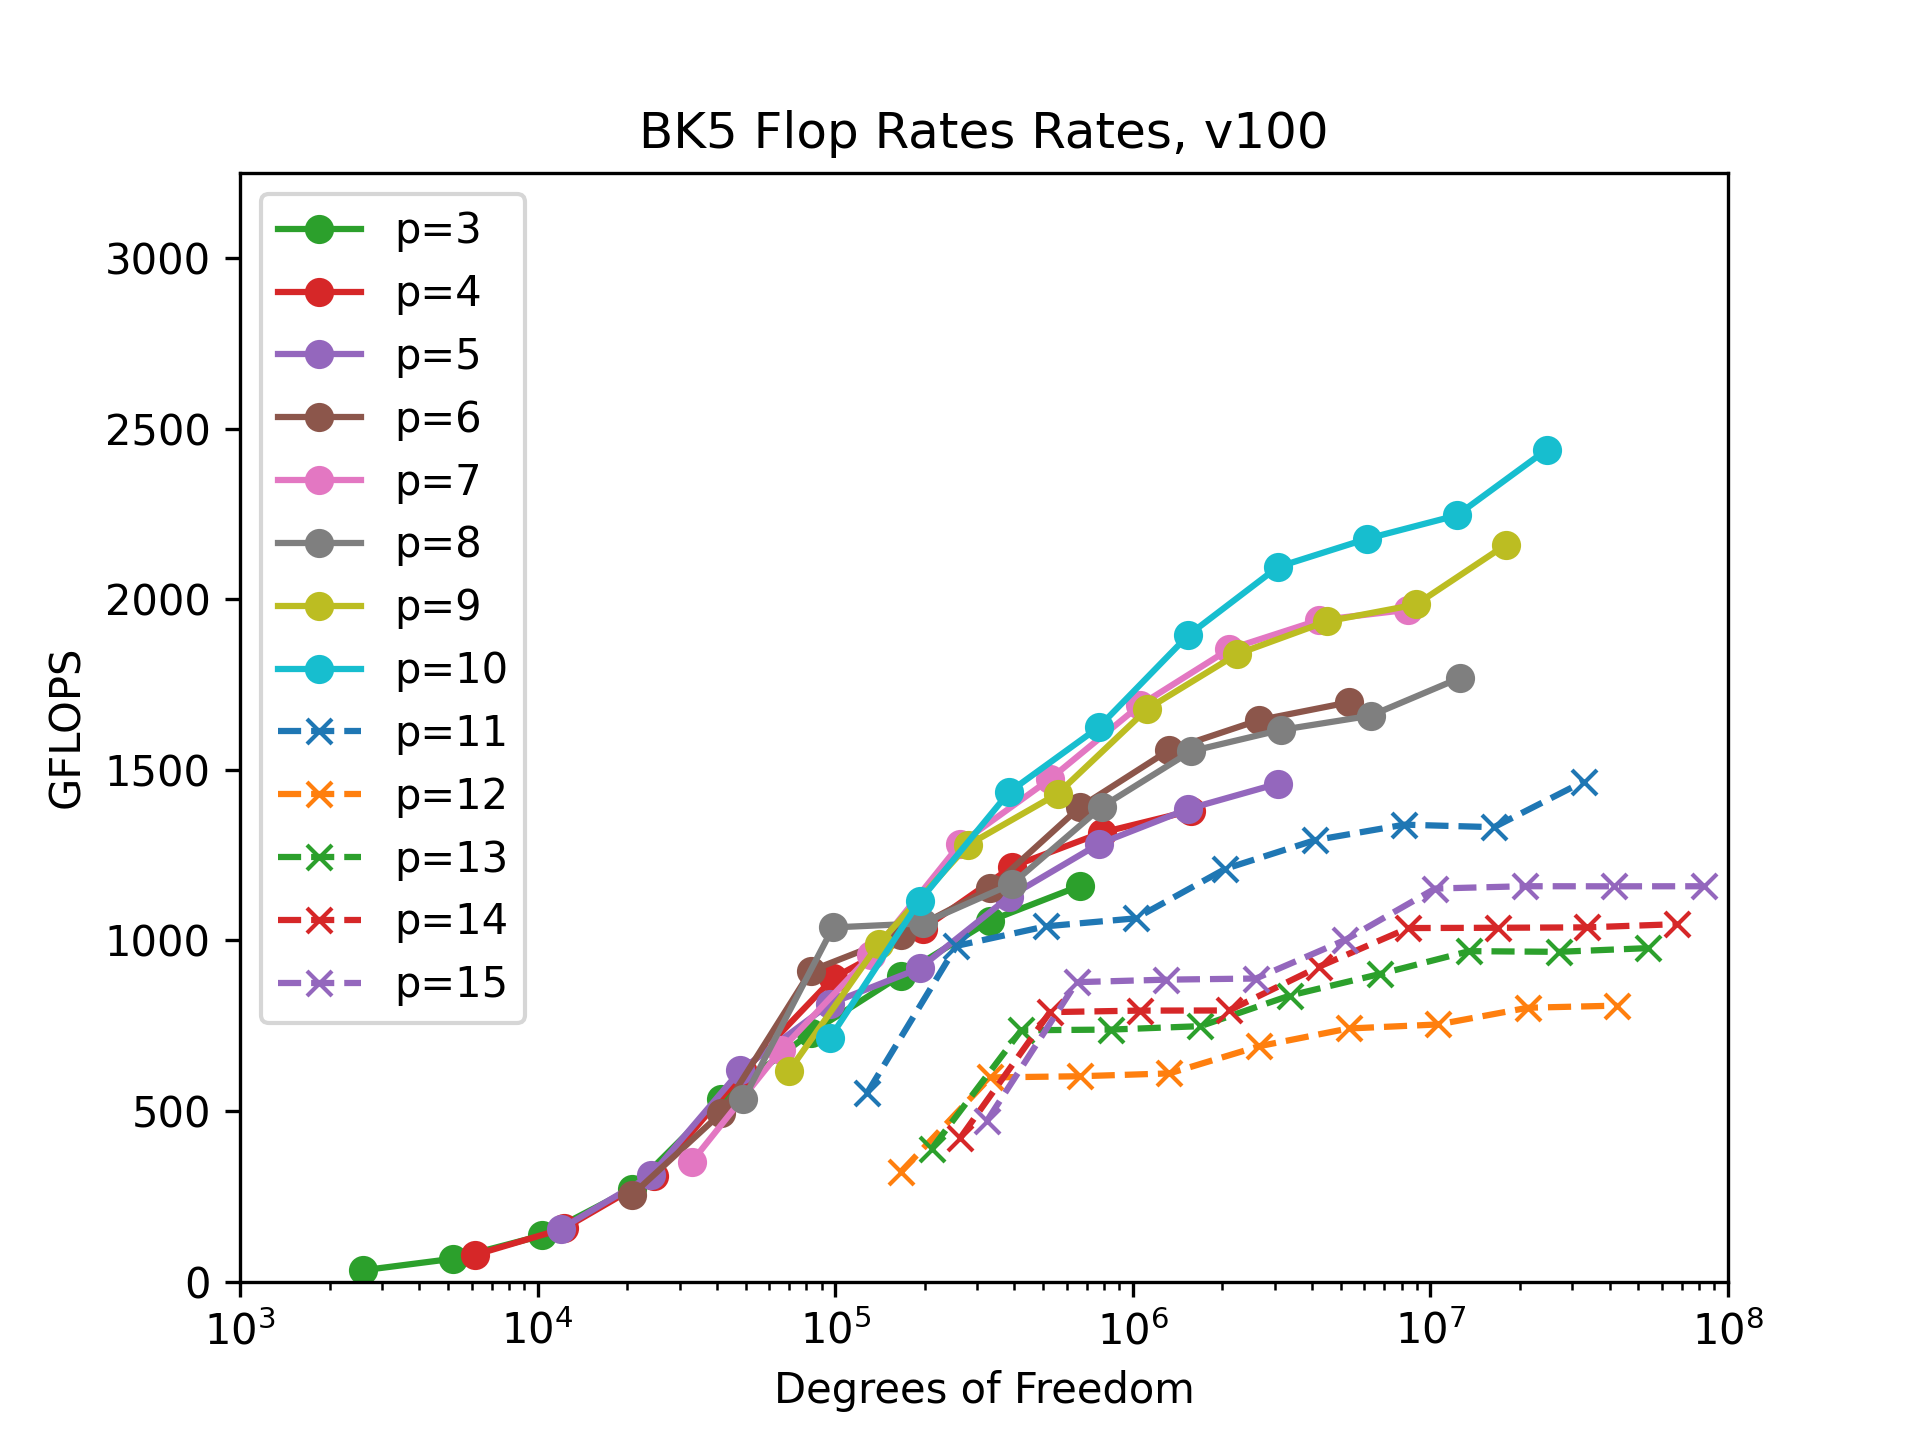 BK5 Flop Rates Rates, v100
GFLOPS
3000
2500
2000
1500
1000
500
0
p=3
p=4
p=5
p=6
p=7
p=8
p=9
p=10
p=11
p=12
p=13
p=14
p=15
10³ 10⁴ 10⁵ 10⁶ 10⁷ 10⁸
Degrees of Freedom